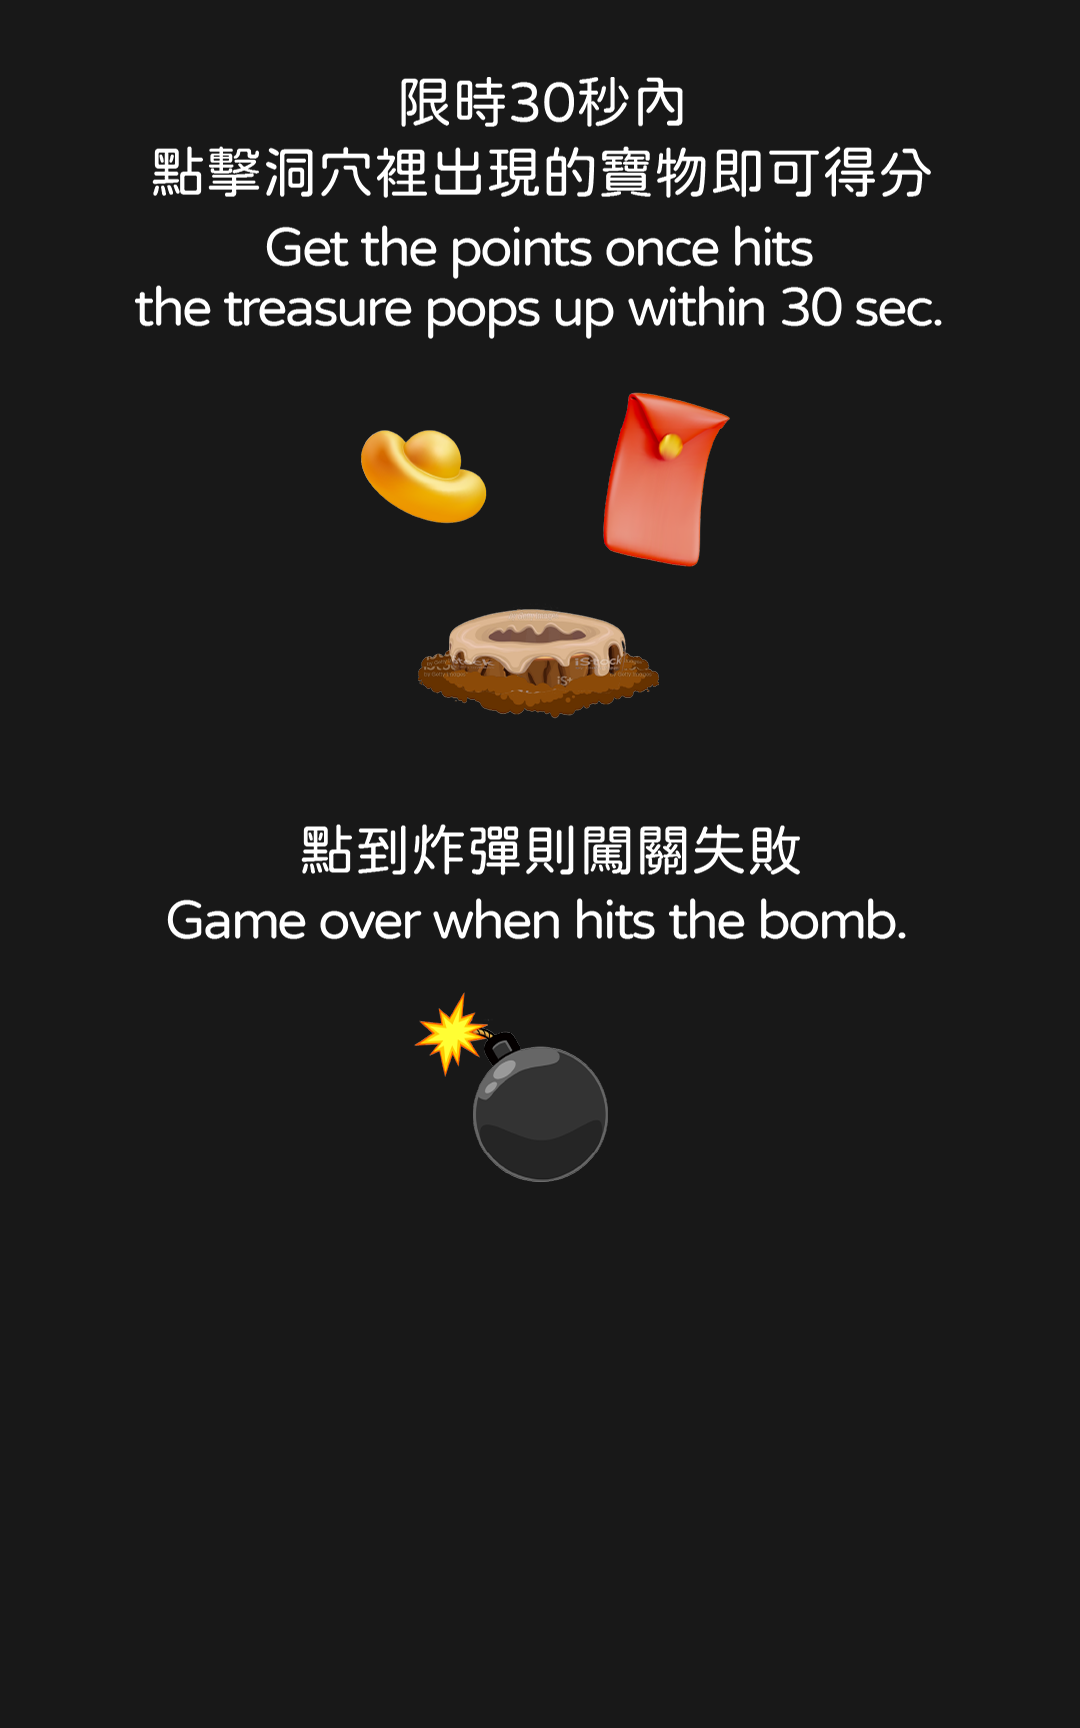 限時30秒內
點擊洞穴裡出現的寶物即可得分
Get the points once hits
the treasure pops up within 30 sec.
iStock
點到炸彈則闖關失敗
Game over when hits the bomb.